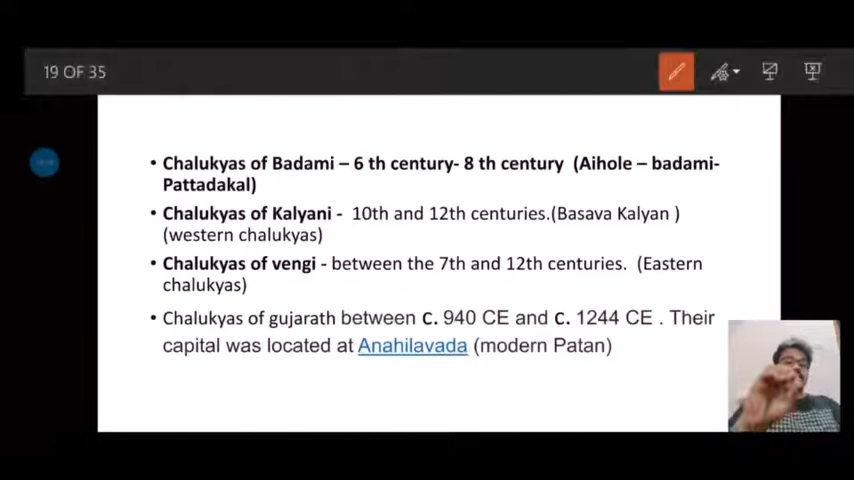 19 OF 35
• Chalukyas of Badami – 6 th century- 8 th century (Aihole – badami-
Pattadakal)
• Chalukyas of Kalyani - 10th and 12th centuries.(Basava Kalyan )
(western chalukyas)
• Chalukyas of vengi - between the 7th and 12th centuries. (Eastern
chalukyas)
• Chalukyas of gujarath between c. 940 CE and c. 1244 CE . Their
capital was located at Anahilavada (modern Patan)